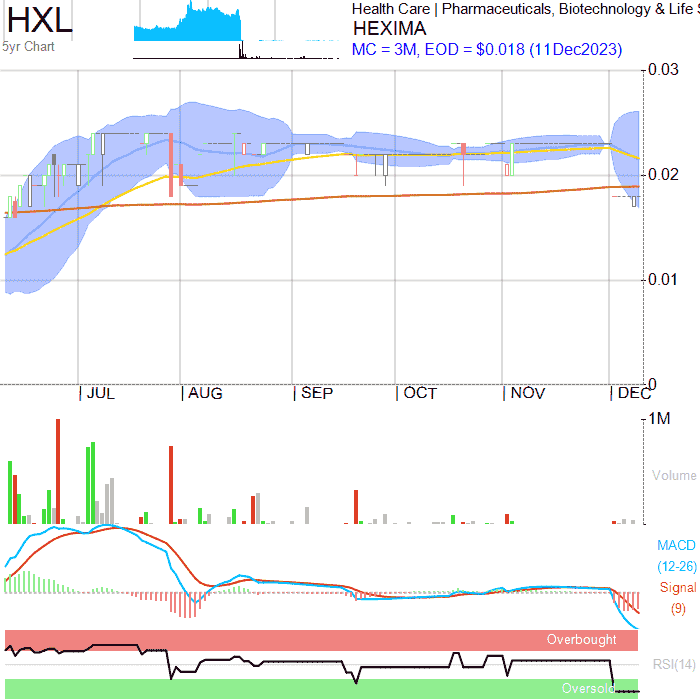 HXL
5yr Chart
Health Care | Pharmaceuticals, Biotechnology & Life
HEXIMA
MC = 3M, EOD = $0.018 (11Dec2023)
0.03
0.02
0.01
0
| JUL
| AUG
| SEP
| OCT
| NOV
| DEC
1M
Volume
MACD
(12-26)
Signal
(9)
Overbought
RSI(14)
Oversold